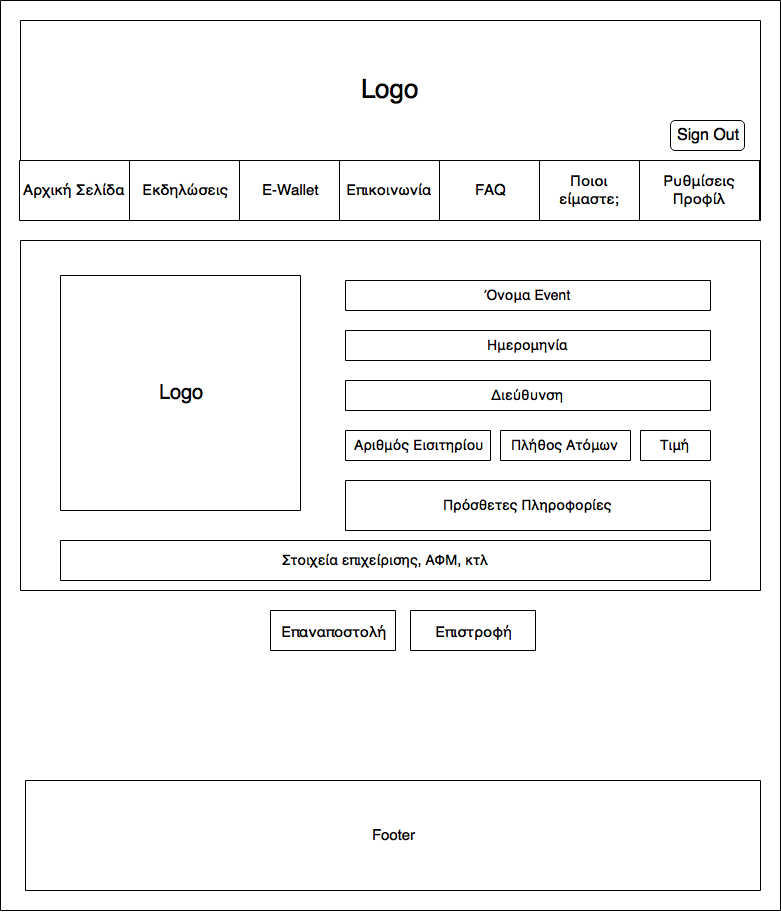 Logo
Sign Out
Αρχική Σελίδα
Εκδηλώσεις
E-Wallet
Επικοινωνία
FAQ
Ποιοι
είμαστε;
Ρυθμίσεις
Προφίλ
Logo
Όνομα Event
Ημερομηνία
Διεύθυνση
Αριθμός Εισιτηρίου
Πλήθος Ατόμων
Τιμή
Πρόσθετες Πληροφορίες
Στοιχεία επιχείρισης, ΑΦΜ, κτλ
Επαναποστολή
Επιστροφή
Footer